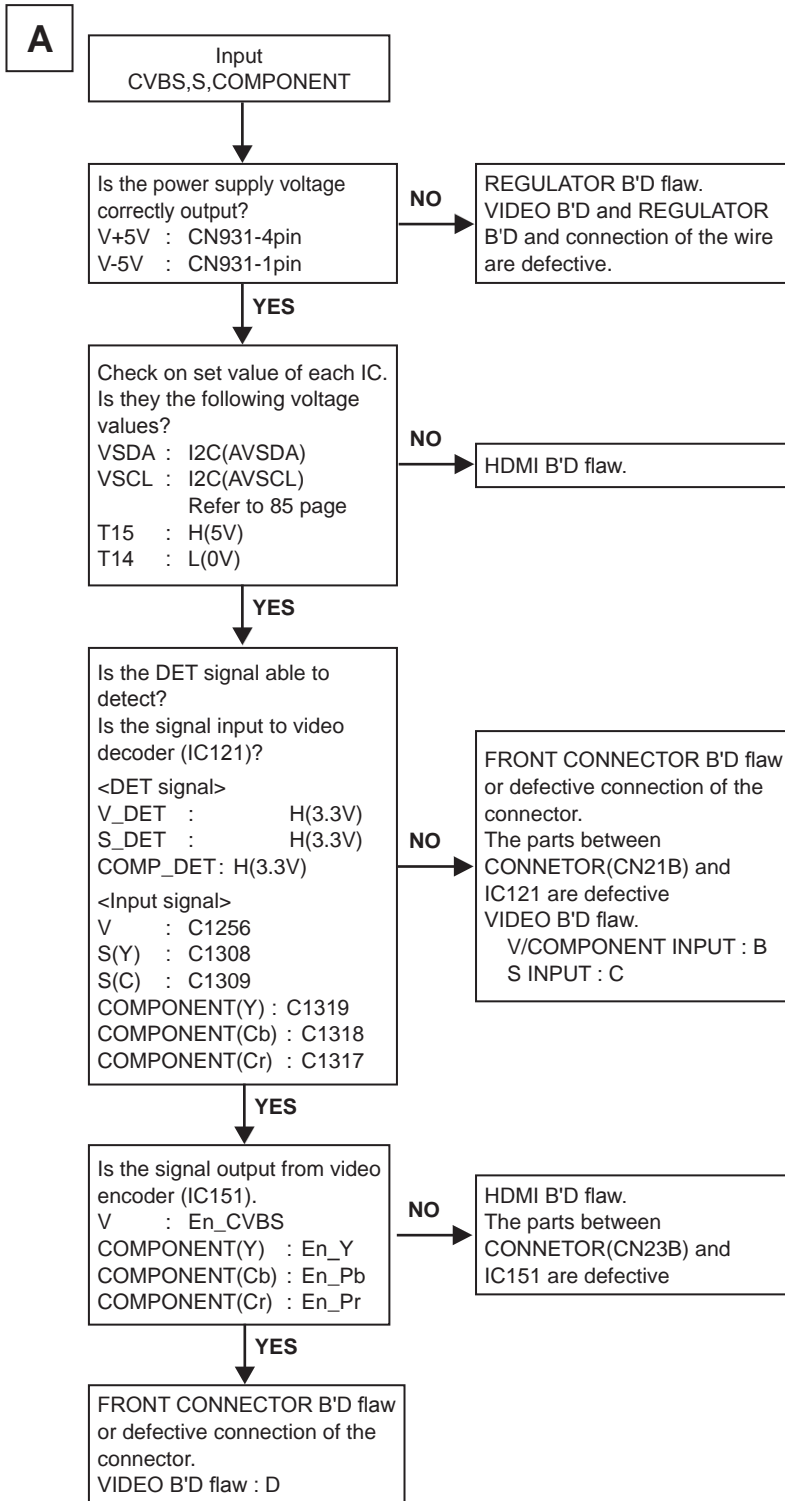 A
Input
CVBS,S,COMPONENT
Is the power supply voltage
correctly output?
V+5V : CN931-4pin
V-5V : CN931-1pin
NO
REGULATOR B'D flaw.
VIDEO B'D and REGULATOR
B'D and connection of the wire
are defective.
YES
Check on set value of each IC.
Is they the following voltage
values?
VSDA : I2C(AVSDA)
VSCL : I2C(AVSCL)
Refer to 85 page
T15 : H(5V)
T14 : L(0V)
NO
HDMI B'D flaw.
YES
Is the DET signal able to
detect?
Is the signal input to video
decoder (IC121)?
<DET signal>
V_DET : H(3.3V)
S_DET : H(3.3V)
COMP_DET: H(3.3V)
<Input signal>
V : C1256
S(Y) : C1308
S(C) : C1309
COMPONENT(Y) : C1319
COMPONENT(Cb) : C1318
COMPONENT(Cr) : C1317
NO
FRONT CONNECTOR B'D flaw
or defective connection of the
connector.
The parts between
CONNETOR(CN21B) and
IC121 are defective
VIDEO B'D flaw.
V/COMPONENT INPUT : B
S INPUT : C
YES
Is the signal output from video
encoder (IC151).
V : En_CVBS
COMPONENT(Y) : En_Y
COMPONENT(Cb) : En_Pb
COMPONENT(Cr) : En_Pr
NO
HDMI B'D flaw.
The parts between
CONNETOR(CN23B) and
IC151 are defective
YES
FRONT CONNECTOR B'D flaw
or defective connection of the
connector.
VIDEO B'D flaw : D